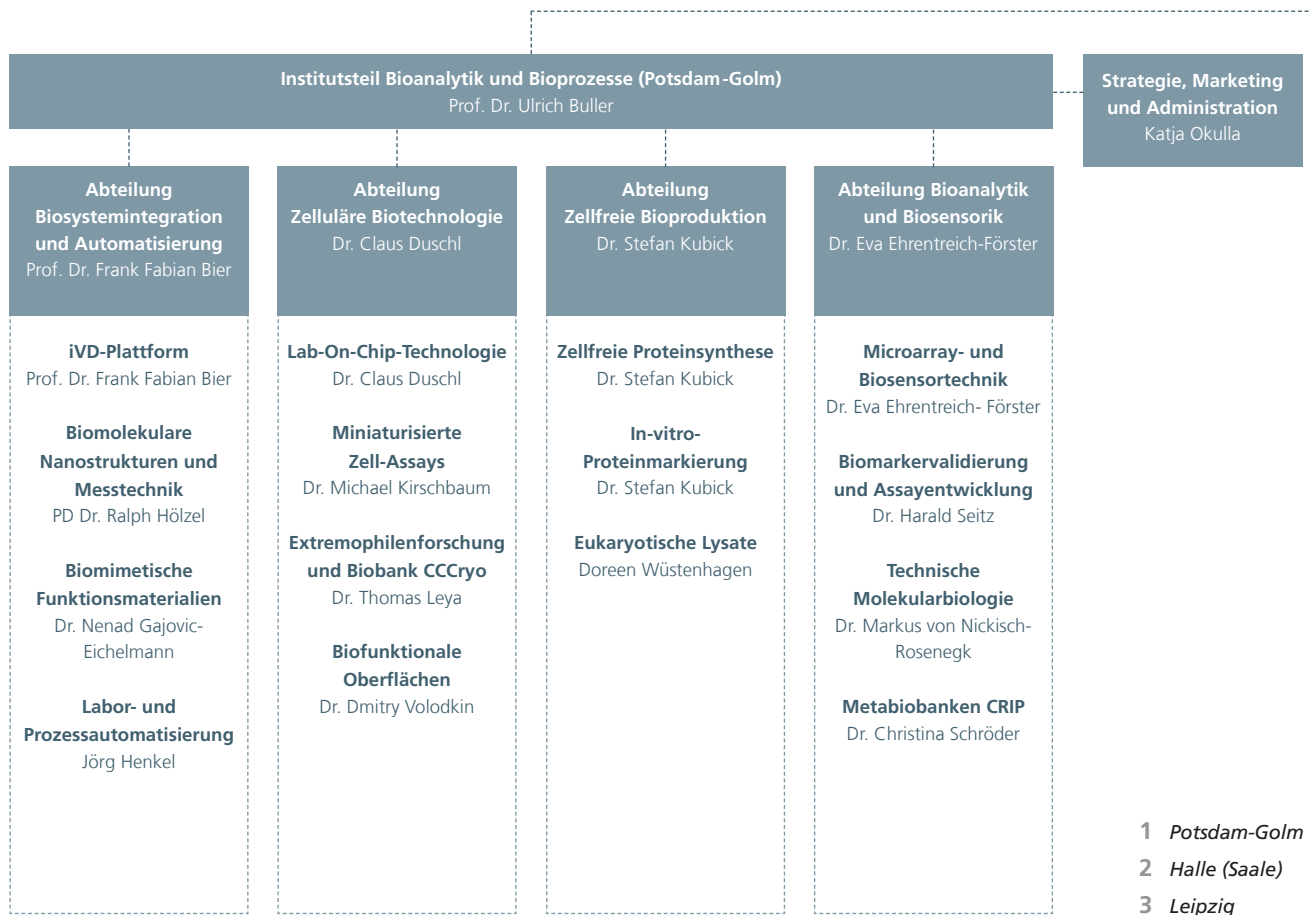 Institutsteil Bioanalytik und Bioprozesse (Potsdam-Golm)
Prof. Dr. Ulrich Buller
Strategie, Marketing
und Administration
Katja Okulla
Abteilung
Biosystemintegration
und Automatisierung
Prof. Dr. Frank Fabian Bier
iVD-Plattform
Prof. Dr. Frank Fabian Bier
Biomolekulare
Nanostrukturen und
Messtechnik
PD Dr. Ralph Hölzel
Biomimetische
Funktionsmaterialien
Dr. Nenad Gajovic-
Eichelmann
Labor- und
Prozessautomatisierung
Jörg Henkel
Abteilung
Zelluläre Biotechnologie
Dr. Claus Duschl
Lab-On-Chip-Technologie
Dr. Claus Duschl
Miniaturisierte
Zell-Assays
Dr. Michael Kirschbaum
Extremophilenforschung
und Biobank CCCryo
Dr. Thomas Leya
Biofunktionale
Oberflächen
Dr. Dmitry Volodkin
Abteilung
Zellfreie Bioproduktion
Dr. Stefan Kubick
Zellfreie Proteinsynthese
Dr. Stefan Kubick
In-vitro-
Proteinmarkierung
Dr. Stefan Kubick
Eukaryotische Lysate
Doreen Wüstenhagen
Abteilung Bioanalytik
und Biosensorik
Dr. Eva Ehrentreich-Förster
Microarray- und
Biosensortechnik
Dr. Eva Ehrentreich- Förster
Biomarkervalidierung
und Assayentwicklung
Dr. Harald Seitz
Technische
Molekularbiologie
Dr. Markus von Nickisch-
Rosenegk
Metabiobanken CRIP
Dr. Christina Schröder
1 Potsdam-Golm
2 Halle (Saale)
3 Leipzig